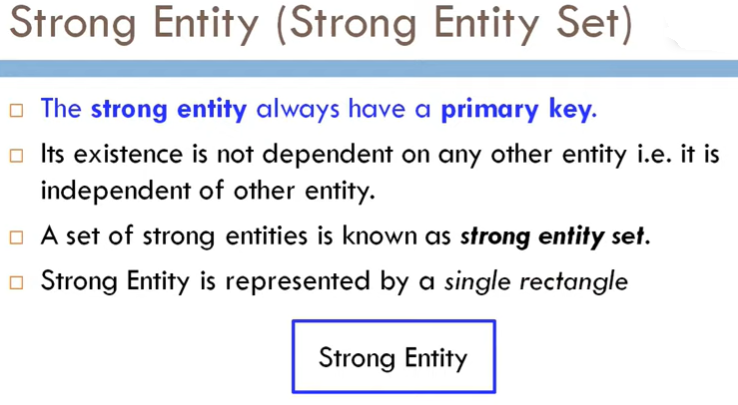 Strong Entity (Strong Entity Set)
The strong entity always have a primary key.
Its existence is not dependent on any other entity i.e. it is
independent of other entity.
A set of strong entities is known as strong entity set.
Strong Entity is represented by a single rectangle
Strong Entity